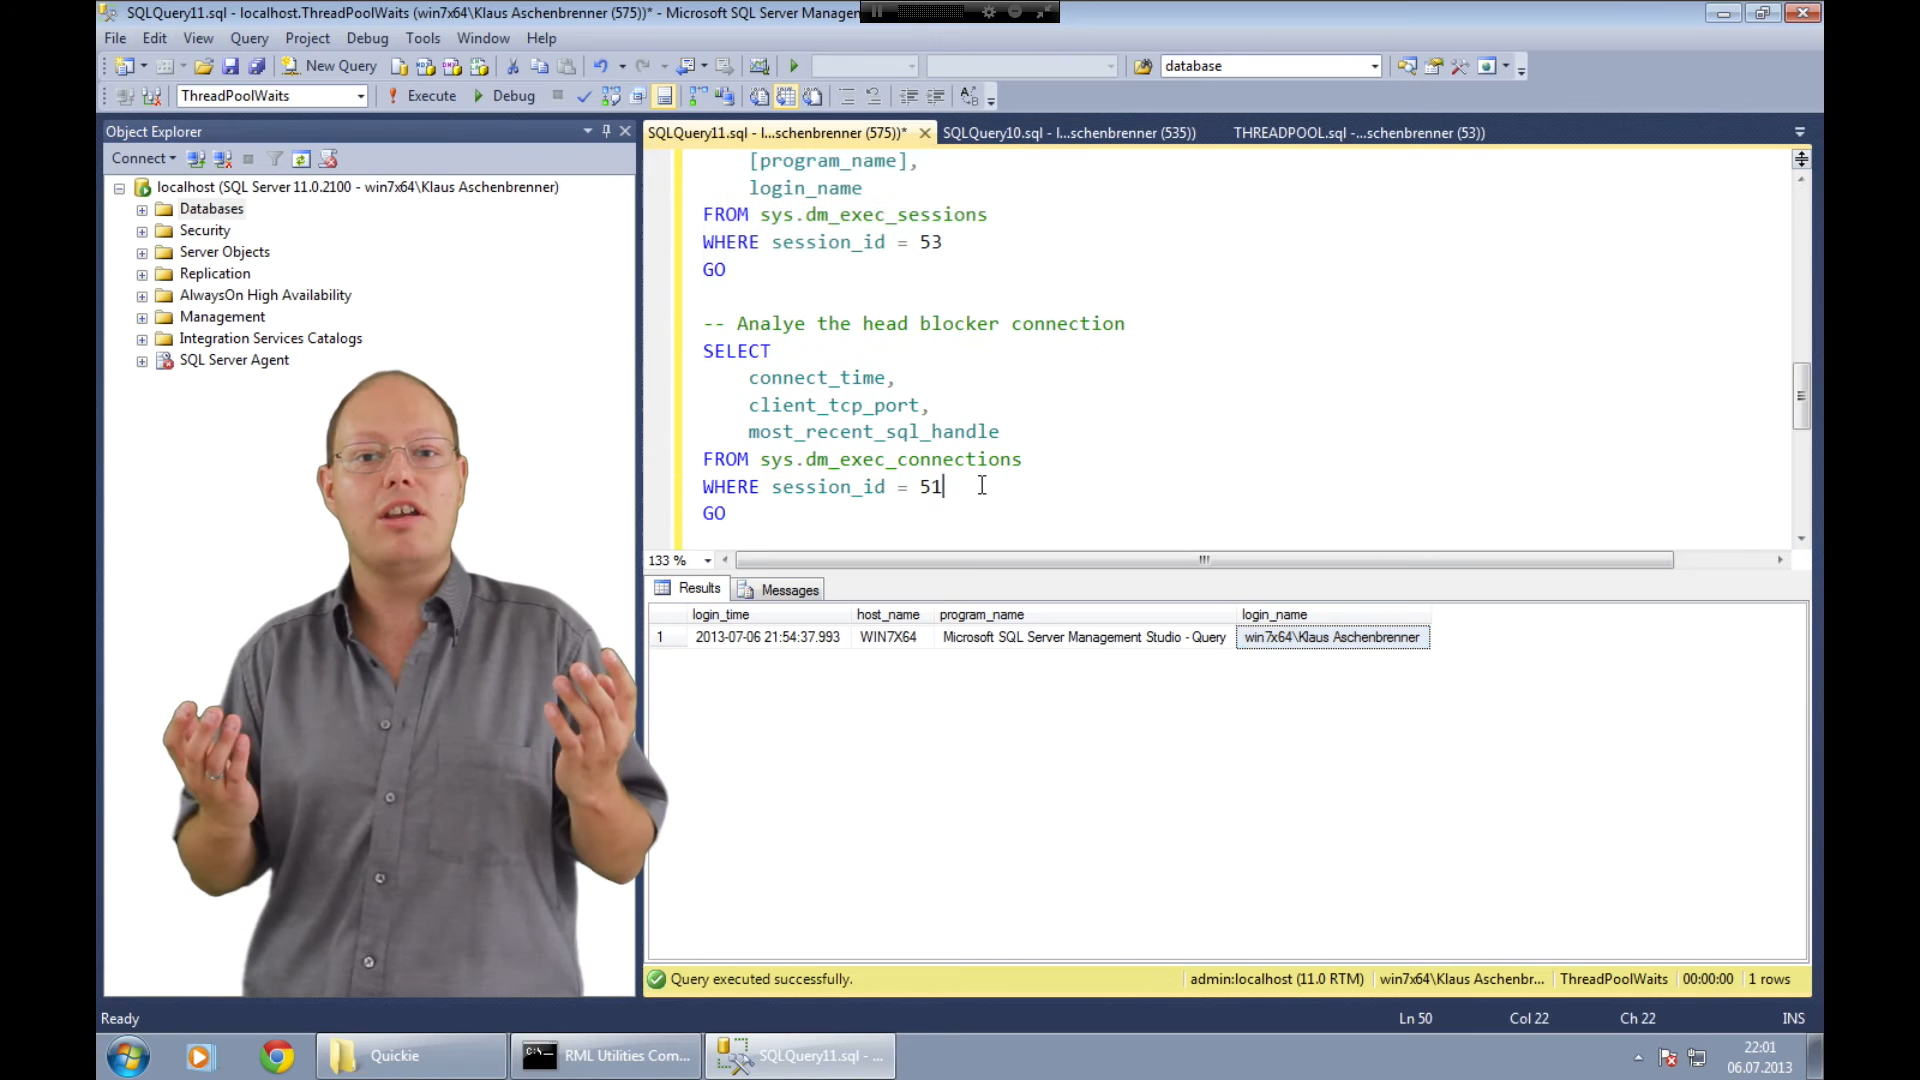 SQLQuery11.sql - localhost.ThreadPoolWaits (win7x64\Klaus Aschenbrenner (575))* - Microsoft SQL Server Manage
File Edit View Query Project Debug Tools Window Help
New Query
database
ThreadPoolWaits
Execute
Debug
Object Explorer
SQLQuery11.sql - l...schenbrenner (575))*
SQLQuery10.sql - l...schenbrenner (535))
THREADPOOL.sql -...schenbrenner (53))
Connect
localhost (SQL Server 11.0.2100 - win7x64\Klaus Aschenbrenner)
Databases
Security
Server Objects
Replication
AlwaysOn High Availability
Management
Integration Services Catalogs
SQL Server Agent
[program_name],
login_name
FROM sys.dm_exec_sessions
WHERE session_id = 53
GO
-- Analye the head blocker connection
SELECT
connect_time,
client_tcp_port,
most_recent_sql_handle
FROM sys.dm_exec_connections
WHERE session_id = 51
GO
133 %
Results
Messages
login_time host_name program_name login_name
1 2013-07-06 21:54:37.993 WIN7X64 Microsoft SQL Server Management Studio - Query win7x64\Klaus Aschenbrenner
Query executed successfully.
admin:localhost (11.0 RTM) win7x64\Klaus Aschenbr... ThreadPoolWaits 00:00:00 1 rows
Ready
Ln 50 Col 22 Ch 22 INS
Quickie
C:\.
RML Utilities Com...
SQLQuery11.sql - ...
22:01
06.07.2013